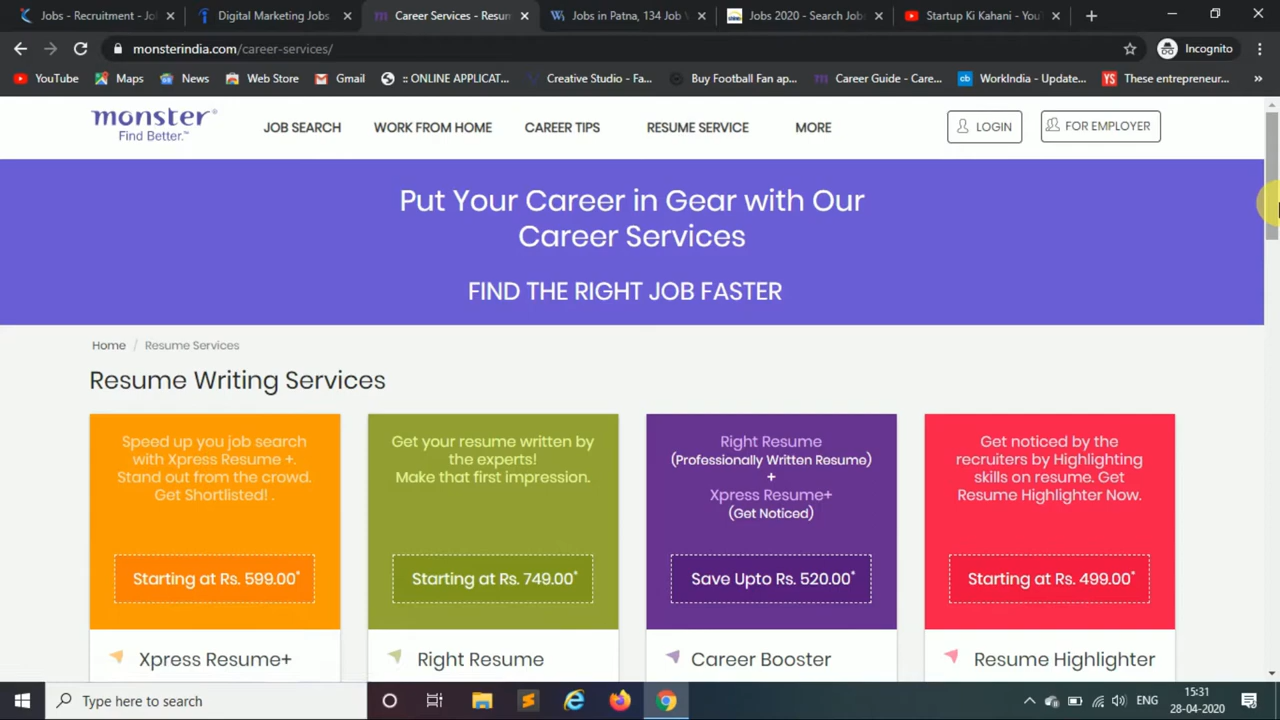 Jobs - Recruitment - Jo
Digital Marketing Jobs
Career Services - Resum
Jobs in Patna, 134 Job
Jobs 2020 - Search Job
Startup Ki Kahani - You
monsterindia.com/career-services/
Incognito
YouTube
Maps
News
Web Store
Gmail
:: ONLINE APPLICAT...
Creative Studio - Fa...
Buy Football Fan ap...
Career Guide - Care...
WorkIndia - Update...
These entrepreneur...
monster®
Find Better.™
JOB SEARCH
WORK FROM HOME
CAREER TIPS
RESUME SERVICE
MORE
LOGIN
FOR EMPLOYER
Put Your Career in Gear with Our
Career Services
FIND THE RIGHT JOB FASTER
Home / Resume Services
Resume Writing Services
Speed up you job search
with Xpress Resume +.
Stand out from the crowd.
Get Shortlisted! .
Starting at Rs. 599.00*
Xpress Resume+
Get your resume written by
the experts!
Make that first impression.
Starting at Rs. 749.00*
Right Resume
Right Resume
(Professionally Written Resume)
+
Xpress Resume+
(Get Noticed)
Save Upto Rs. 520.00*
Career Booster
Get noticed by the
recruiters by Highlighting
skills on resume. Get
Resume Highlighter Now.
Starting at Rs. 499.00*
Resume Highlighter
Type here to search
ENG
15:31
28-04-2020